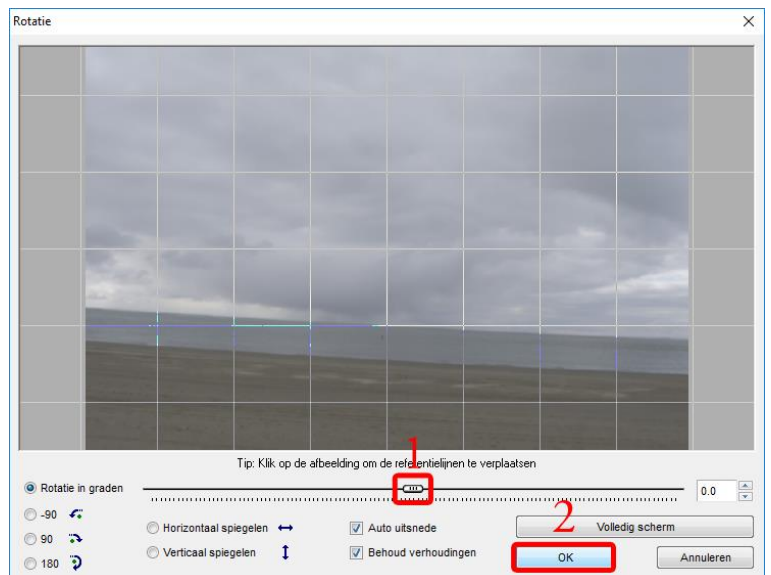 Rotatie
Tip: Klik op de afbeelding om de referentielijnen te verplaatsen
1
Rotatie in graden
0.0
-90
90
180
Horizontaal spiegelen
Verticaal spiegelen
Auto uitsnede
Behoud verhoudingen
2
Volledig scherm
OK
Annuleren